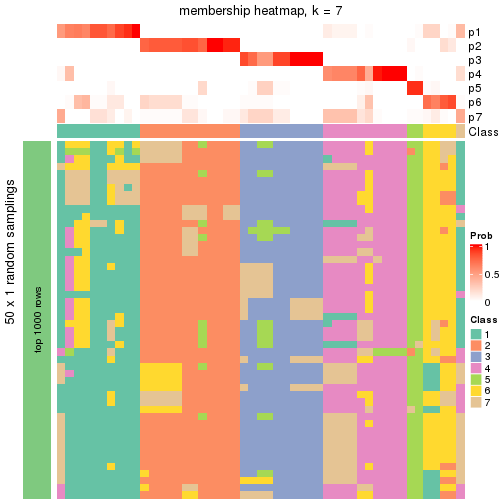 membership heatmap, k = 7
p1
p2
p3
p4
p5
p6
p7
Class
50 x 1 random samplings
top 1000 rows
Prob
1
0.5
0
Class
1
2
3
4
5
6
7